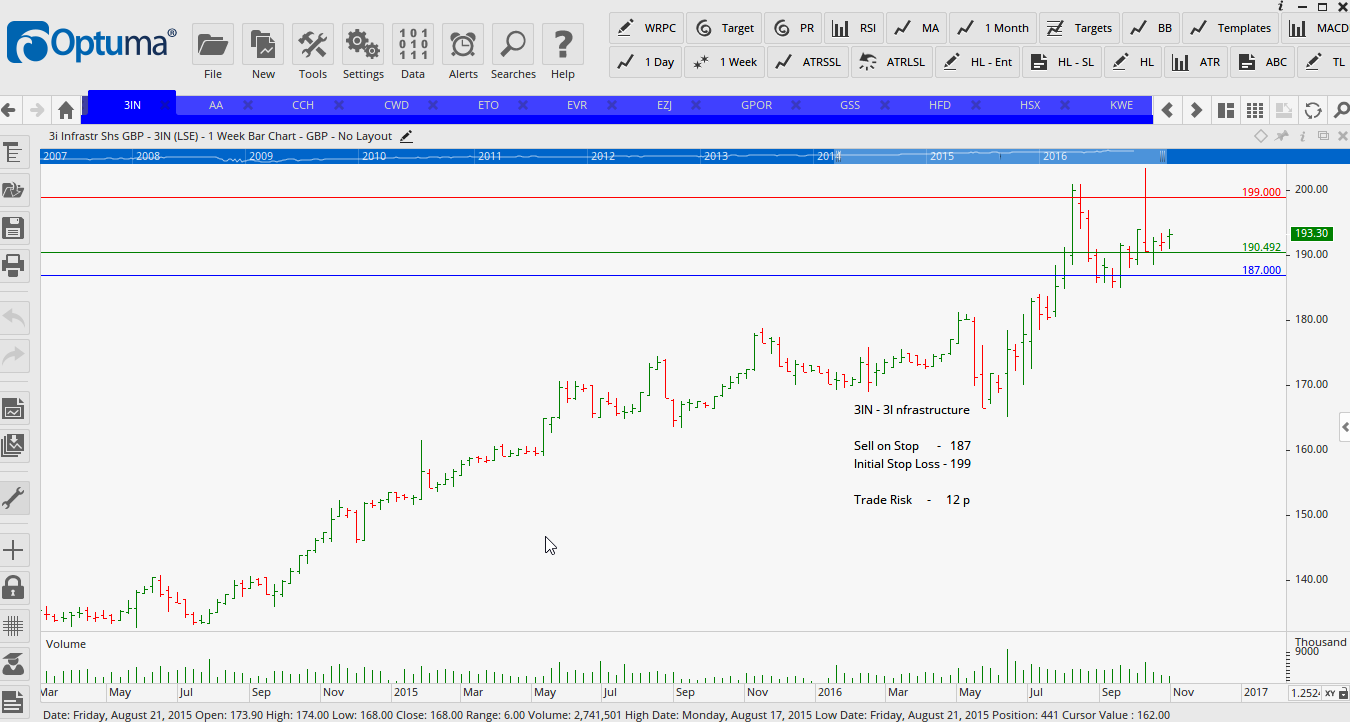 Optuma®
File
New
Tools
Settings
101
010
011
Data
Alerts
Searches
?
Help
i
WRPC
Target
PR
RSI
MA
1 Month
Targets
BB
Templates
MACD
1 Day
1 Week
ATRSSL
ATRLSL
HL - Ent
HL - SL
HL
ATR
ABC
TL
3IN
AA
CCH
CWD
ETO
EVR
EZJ
GPOR
GSS
HFD
HSX
KWE
3i Infrastr Shs GBP - 3IN (LSE) - 1 Week Bar Chart - GBP - No Layout
i
2007
2008
2009
2010
2011
2012
2013
2014
2015
2016
199.000
190.492
187.000
200.00
193.30
190.00
180.00
170.00
160.00
150.00
140.00
3IN - 3I nfrastructure
Sell on Stop - 187
Initial Stop Loss - 199
Trade Risk - 12 p
Volume
Thousand
9000
Mar
May
Jul
Sep
Nov
2015
Mar
May
Jul
Sep
Nov
2016
Mar
May
Jul
Sep
Nov
2017
1.252
XY
Date: Friday, August 21, 2015 Open: 173.90 High: 174.00 Low: 168.00 Close: 168.00 Range: 6.00 Volume: 2,741,501 High Date: Monday, August 17, 2015 Low Date: Friday, August 21, 2015 Position: 441 Cursor Value : 162.00